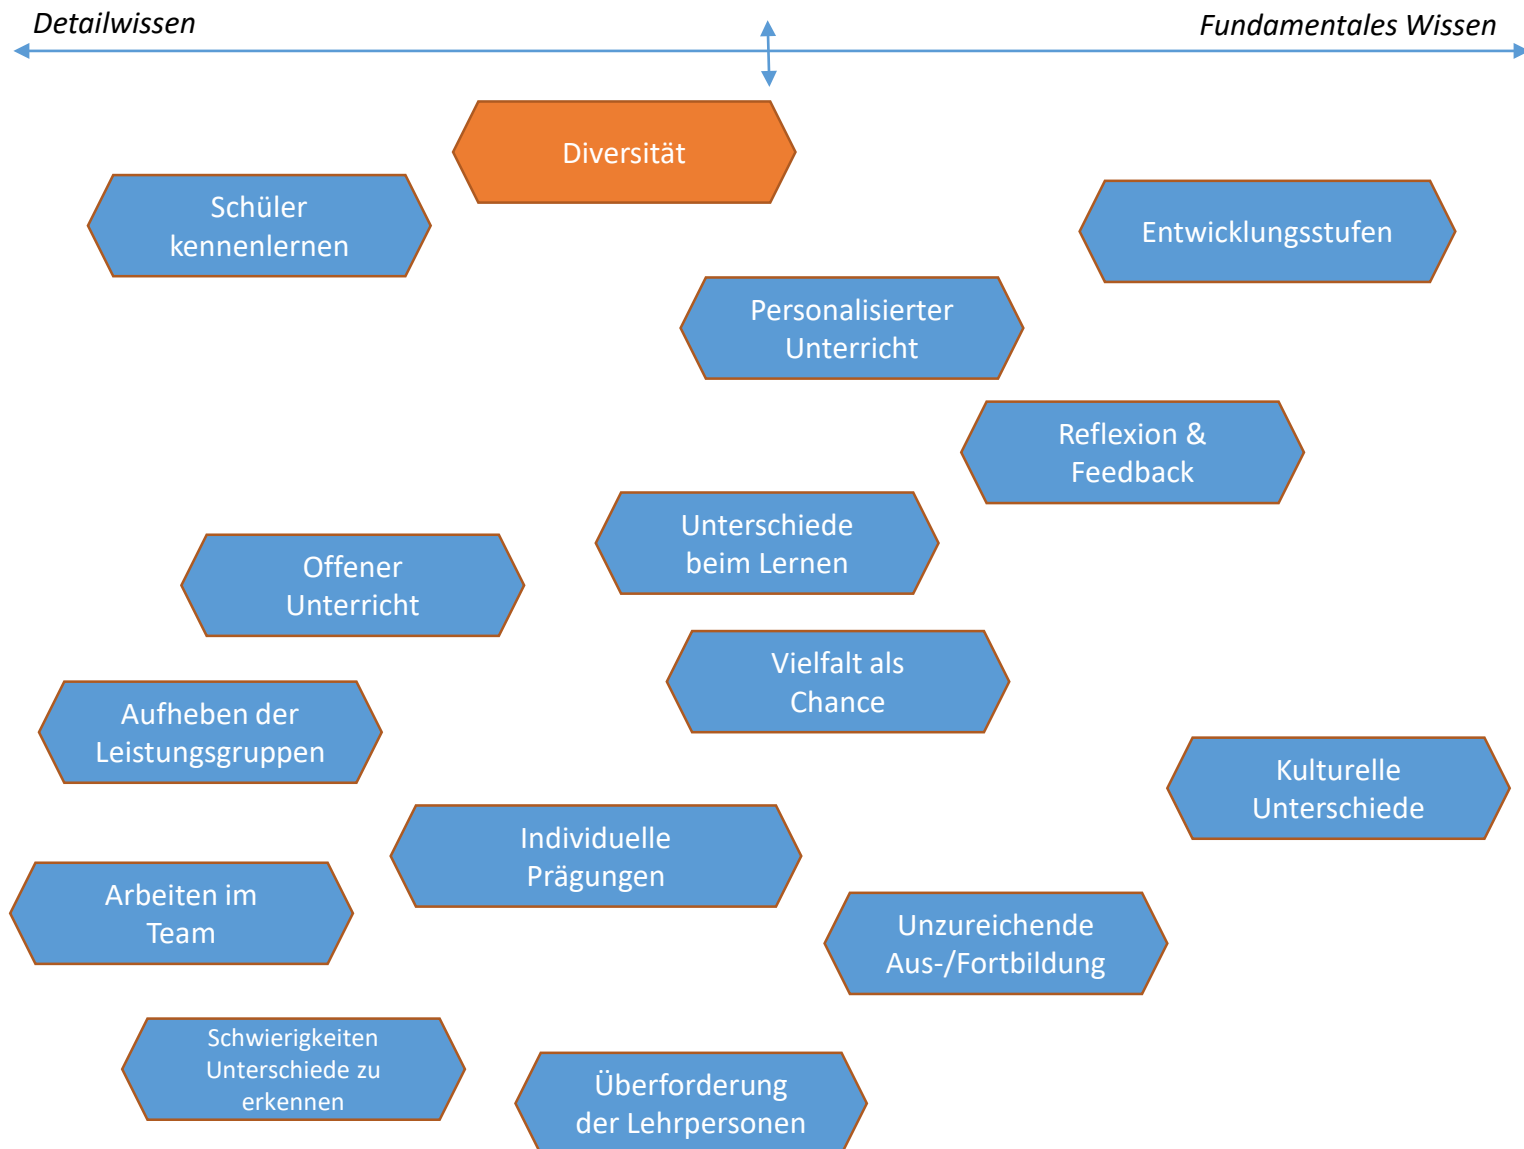 Detailwissen
Fundamentales Wissen
Diversität
Schüler
kennenlernen
Entwicklungsstufen
Personalisierter
Unterricht
Reflexion &
Feedback
Unterschiede
beim Lernen
Offener
Unterricht
Vielfalt als
Chance
Aufheben der
Leistungsgruppen
Kulturelle
Unterschiede
Individuelle
Prägungen
Arbeiten im
Team
Unzureichende
Aus-/Fortbildung
Schwierigkeiten
Unterschiede zu
erkennen
Überforderung
der Lehrpersonen